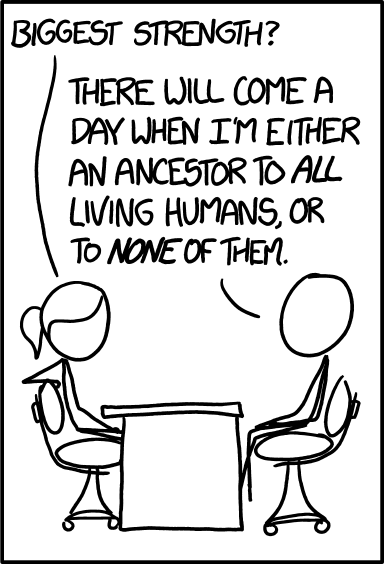 BIGGEST STRENGTH?
THERE WILL COME A
DAY WHEN I'M EITHER
AN ANCESTOR TO ALL
LIVING HUMANS, OR
TO NONE OF THEM.